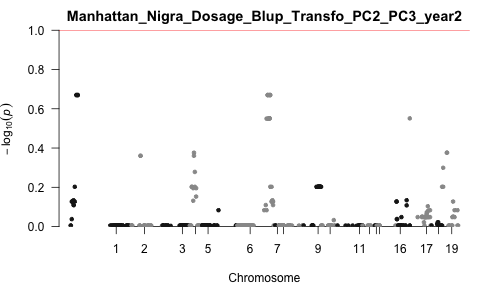 Manhattan_Nigra_Dosage_Blup_Transfo_PC2_PC3_year2
1.0
0.8
0.6
0.4
0.2
0.0
− log10(p)
1 2 3 5 6 7 9 11 16 17 19
Chromosome